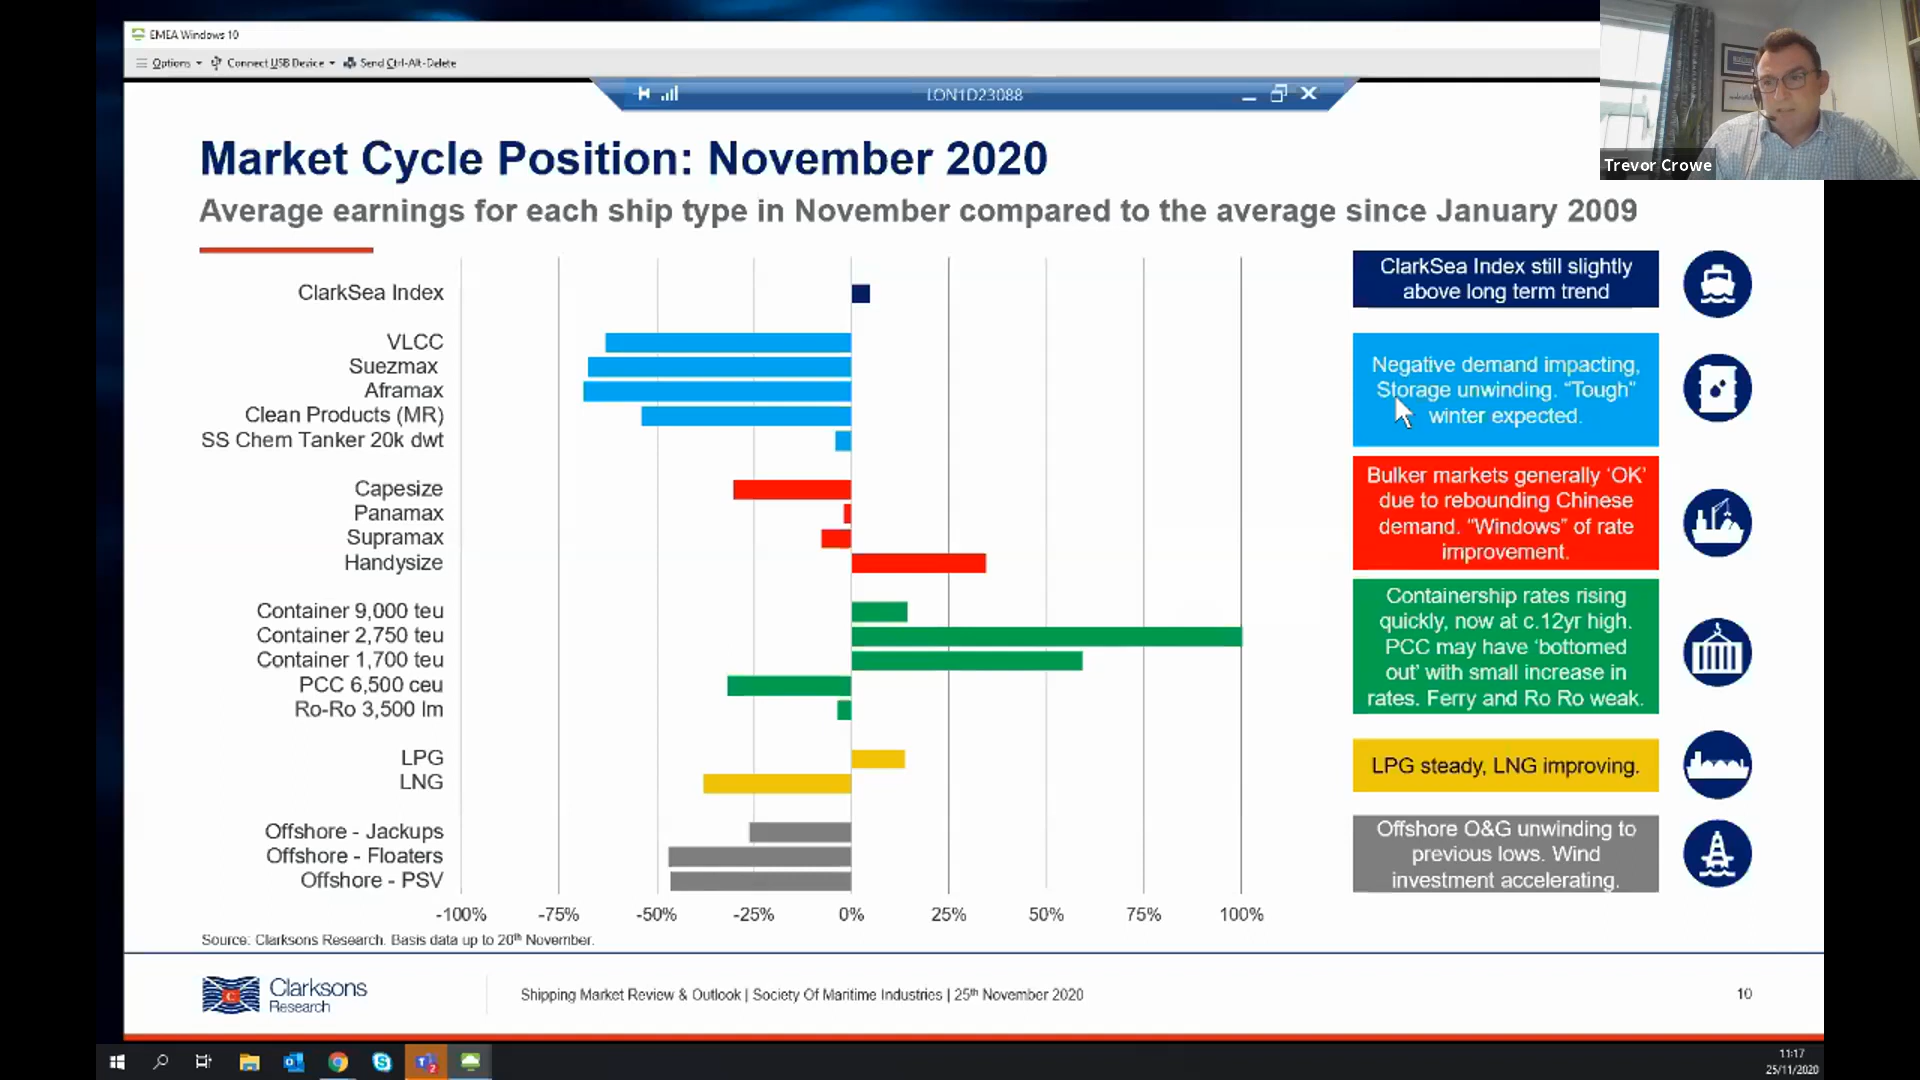 EMEA Windows 10
Options Connect USB Device Send Ctrl-Alt-Delete
LON1D23088
Trevor Crowe
Market Cycle Position: November 2020
Average earnings for each ship type in November compared to the average since January 2009
ClarkSea Index
VLCC
Suezmax
Aframax
Clean Products (MR)
SS Chem Tanker 20k dwt
Capesize
Panamax
Supramax
Handysize
Container 9,000 teu
Container 2,750 teu
Container 1,700 teu
PCC 6,500 ceu
Ro-Ro 3,500 lm
LPG
LNG
Offshore - Jackups
Offshore - Floaters
Offshore - PSV
-100% -75% -50% -25% 0% 25% 50% 75% 100%
ClarkSea Index still slightly
above long term trend
Negative demand impacting,
Storage unwinding. “Tough”
winter expected.
Bulker markets generally ‘OK’
due to rebounding Chinese
demand. “Windows” of rate
improvement.
Containership rates rising
quickly, now at c.12yr high.
PCC may have ‘bottomed
out’ with small increase in
rates. Ferry and Ro Ro weak.
LPG steady, LNG improving.
Offshore O&G unwinding to
previous lows. Wind
investment accelerating.
Source: Clarksons Research. Basis data up to 20th November.
Clarksons
Research
Shipping Market Review & Outlook | Society Of Maritime Industries | 25th November 2020
10
11:17
25/11/2020